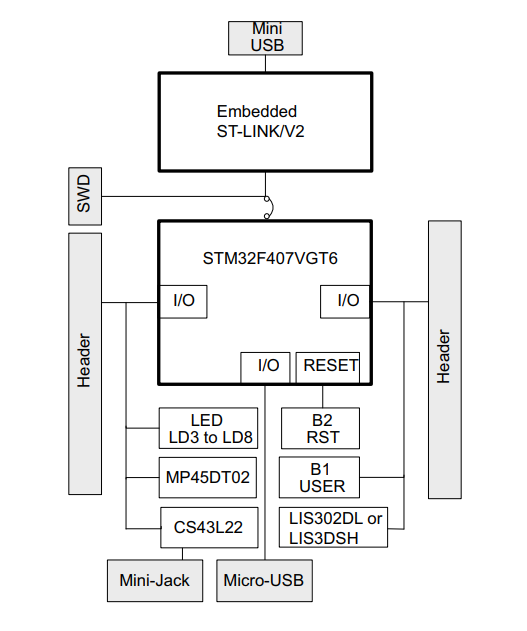 Mini
USB
Embedded
ST-LINK/V2
SWD
STM32F407VGT6
I/O
I/O
Header
Header
I/O
RESET
LED
LD3 to LD8
B2
RST
MP45DT02
B1
USER
CS43L22
LIS302DL or
LIS3DSH
Mini-Jack
Micro-USB